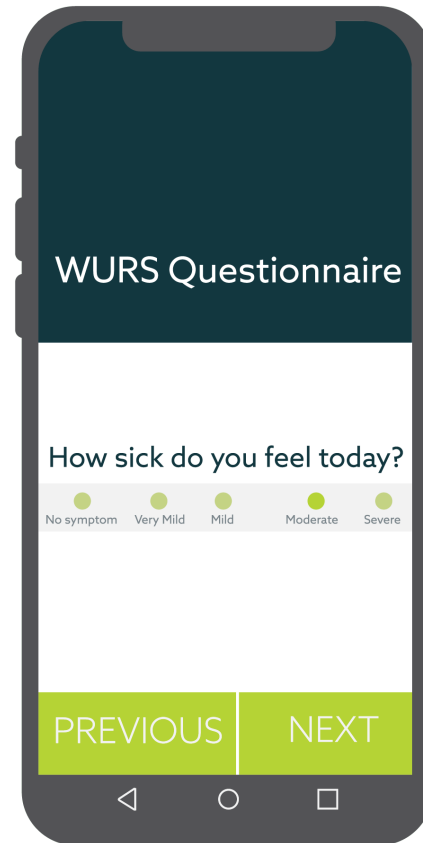 WURS Questionnaire
How sick do you feel today?
No symptom Very Mild Mild Moderate Severe
PREVIOUS NEXT